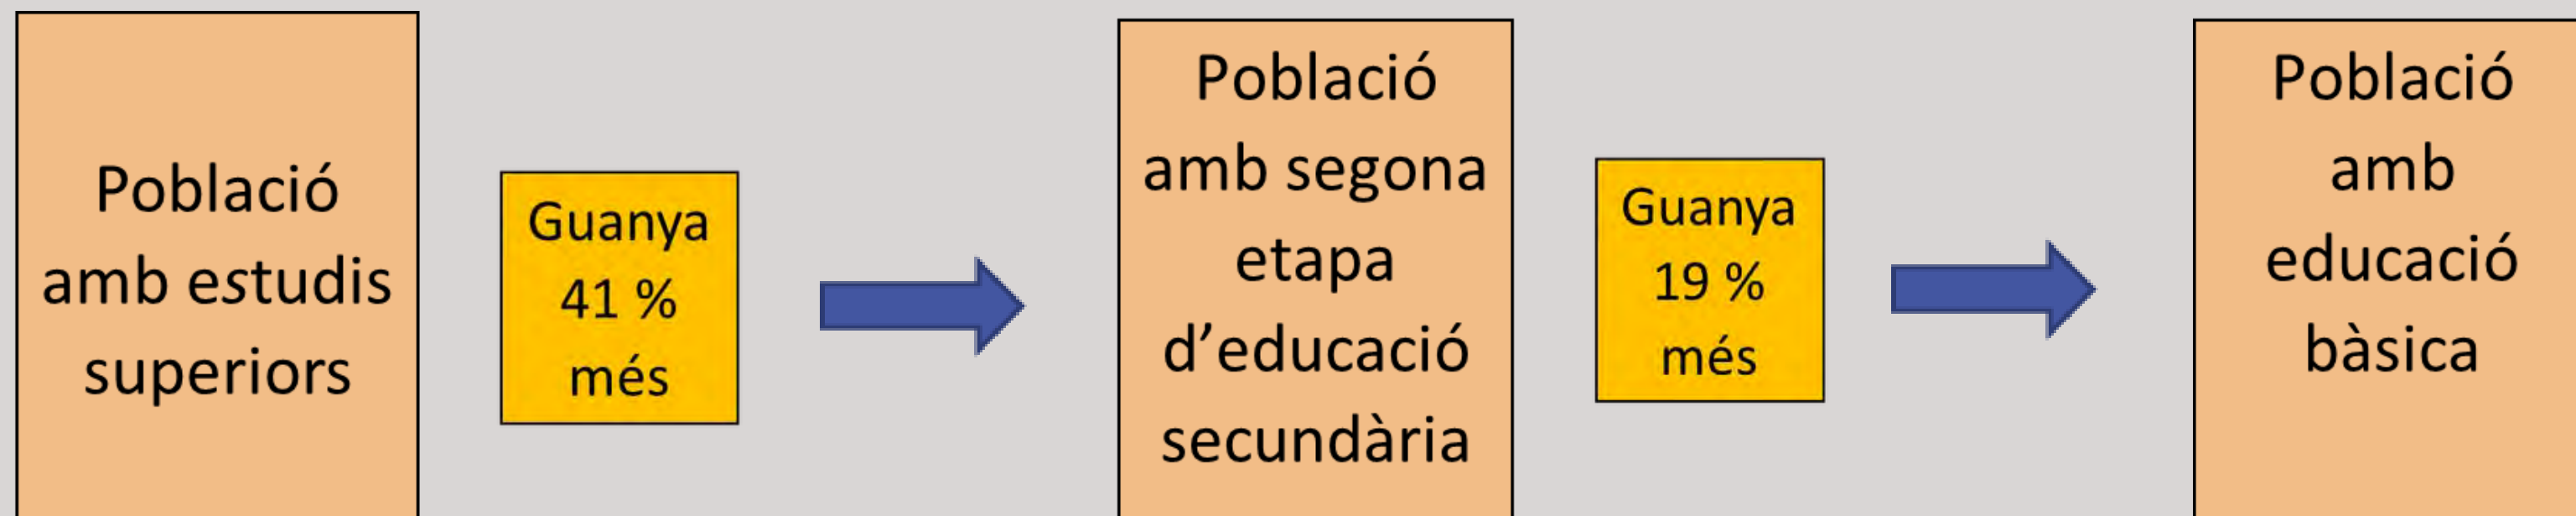 Població
amb estudis
superiors
Guanya
41 %
més
Població
amb segona
etapa
d’educació
secundària
Guanya
19 %
més
Població
amb
educació
bàsica